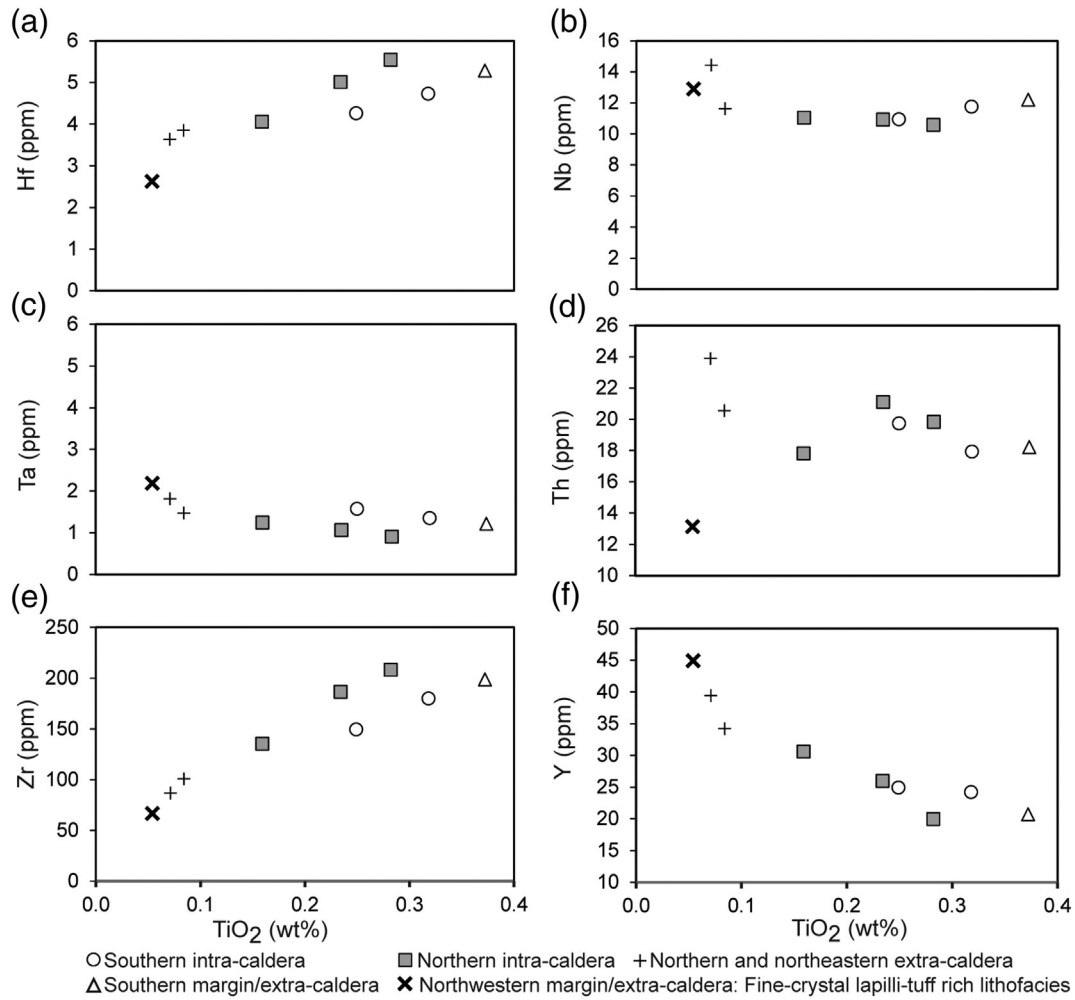 (a)
6
5
4
3
2
1
0
Hf (ppm)
(b)
16
14
12
10
8
6
4
2
0
Nb (ppm)
(c)
6
5
4
3
2
1
0
Ta (ppm)
(d)
26
24
22
20
18
16
14
12
10
Th (ppm)
(e)
250
200
150
100
50
0
Zr (ppm)
0.0 0.1 0.2 0.3 0.4
TiO2 (wt%)
(f)
50
45
40
35
30
25
20
15
10
Y (ppm)
0.0 0.1 0.2 0.3 0.4
TiO2 (wt%)
Southern intra-caldera Northern intra-caldera Northern and northeastern extra-caldera
Southern margin/extra-caldera Northwestern margin/extra-caldera: Fine-crystal lapilli-tuff rich lithofacies